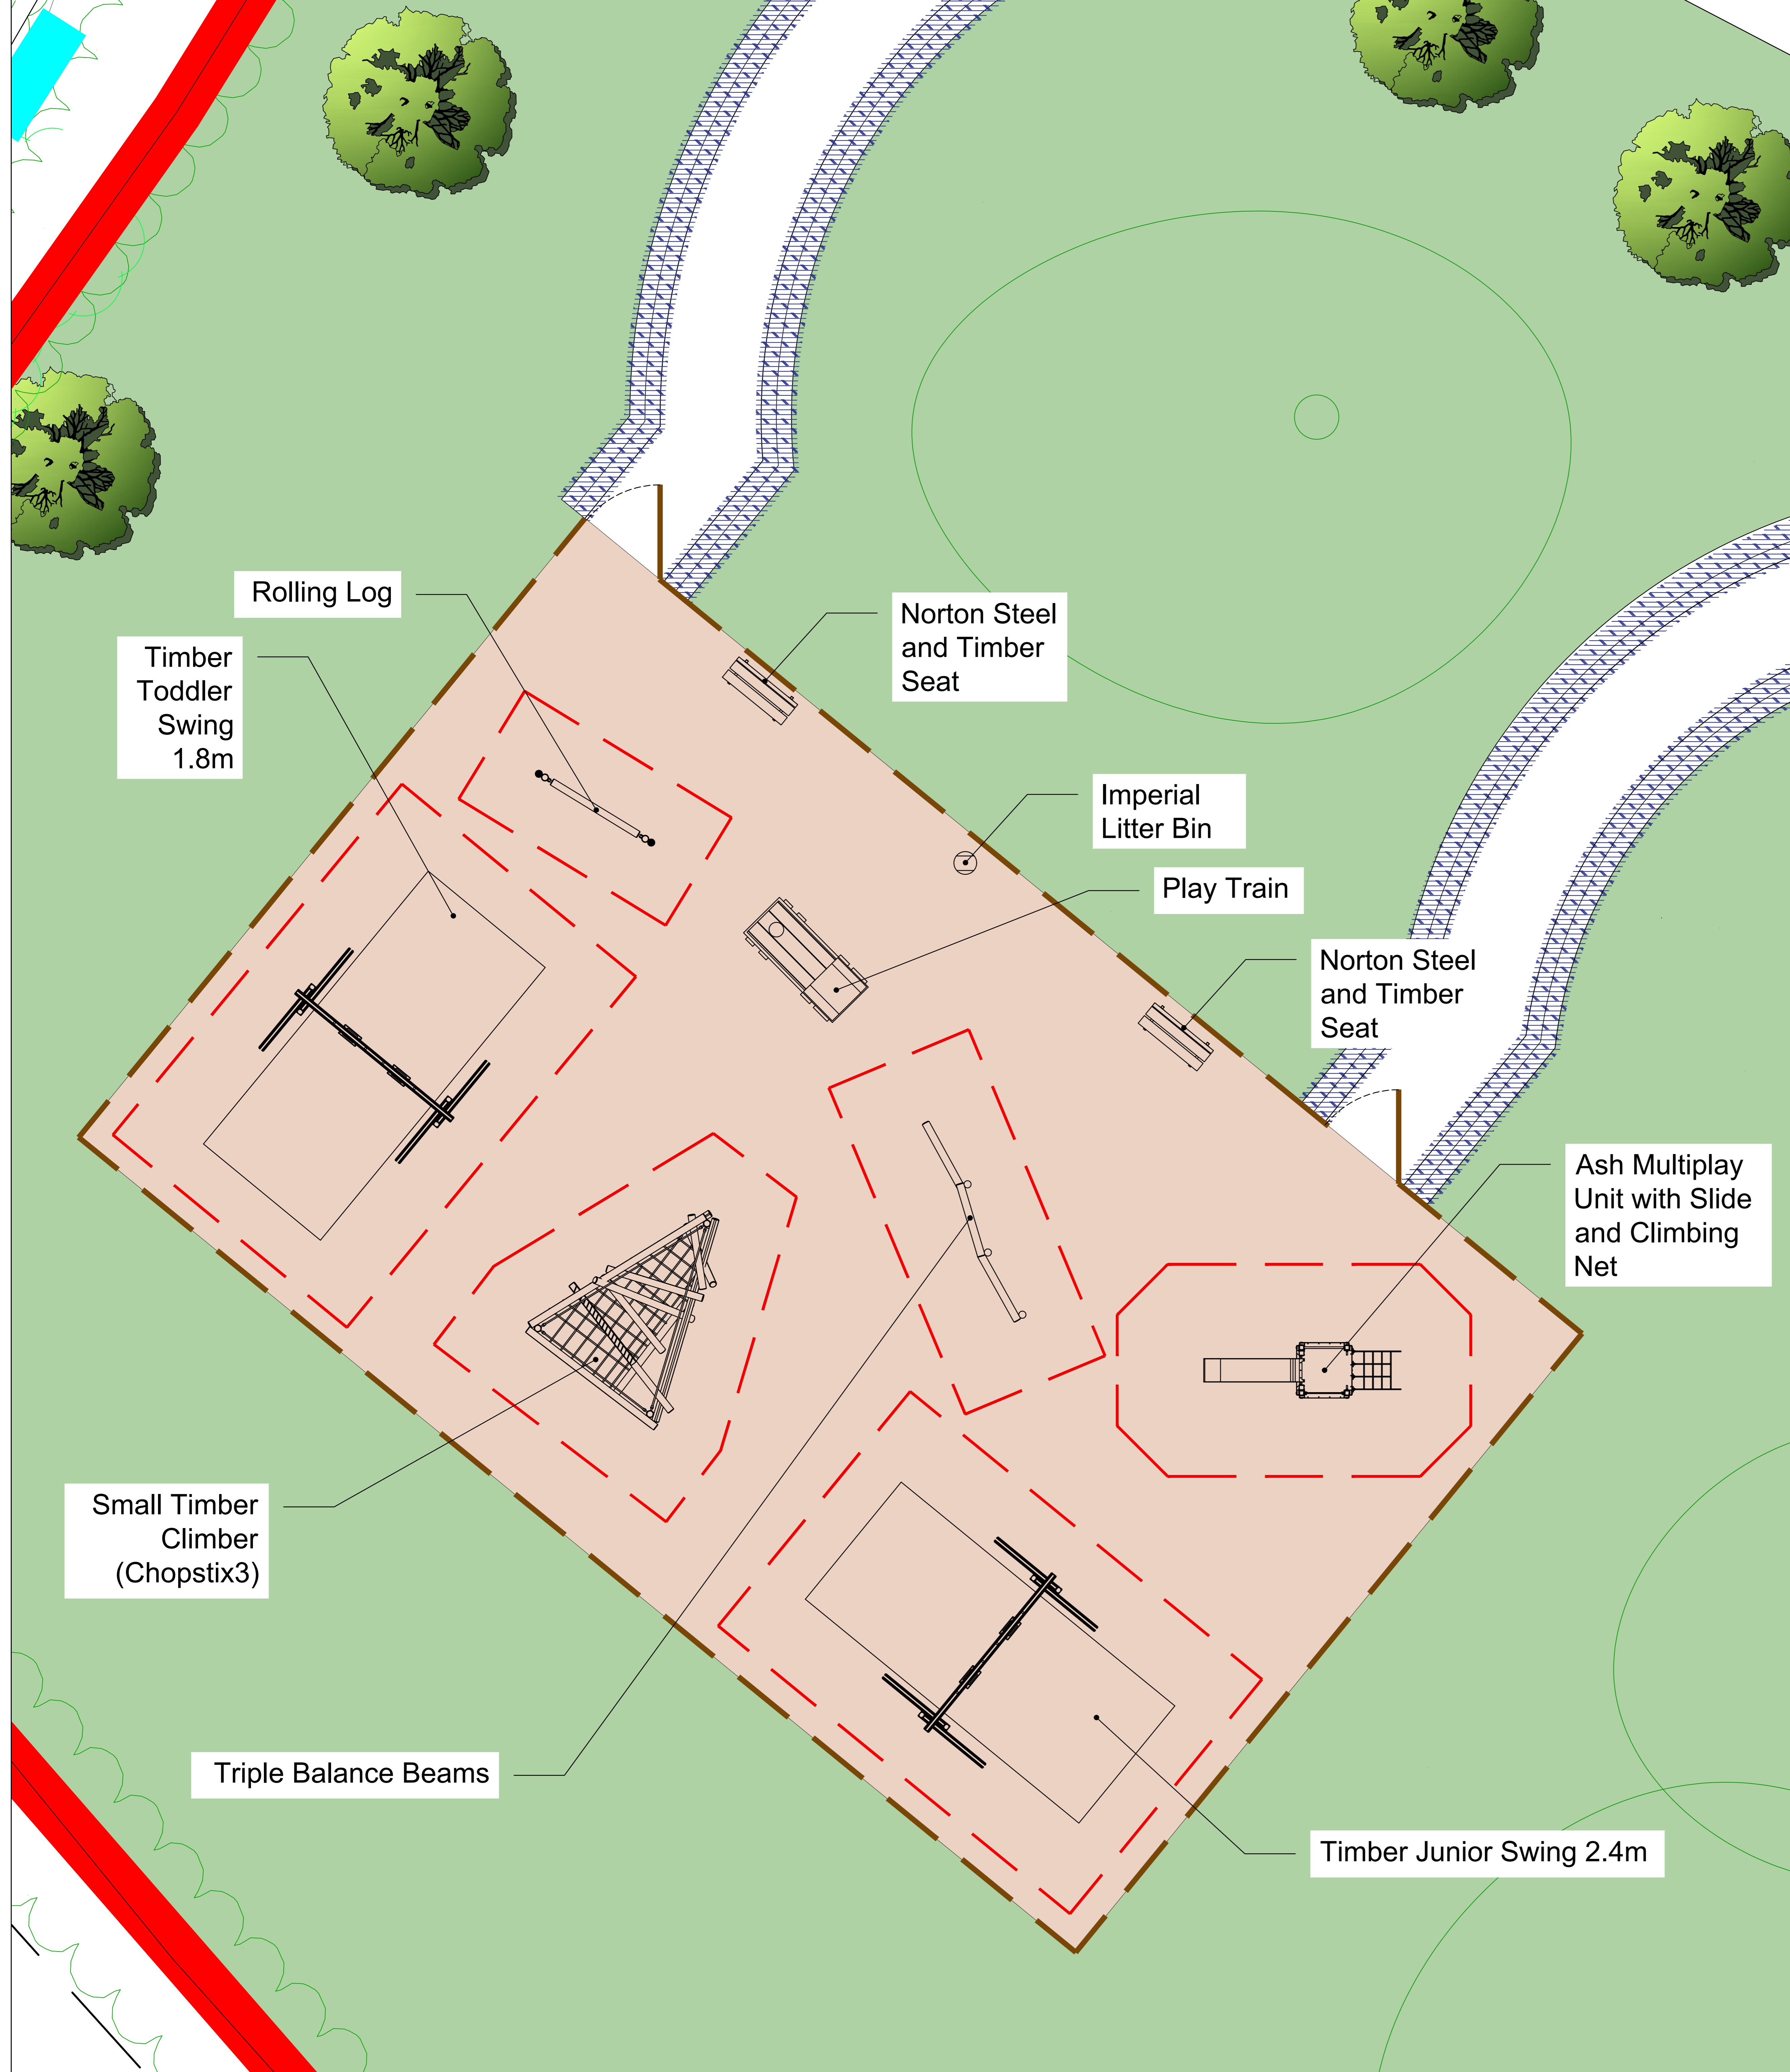 Rolling Log
Norton Steel
and Timber
Seat
Timber
Toddler
Swing
1.8m
Imperial
Litter Bin
Play Train
Norton Steel
and Timber
Seat
Ash Multiplay
Unit with Slide
and Climbing
Net
Small Timber
Climber
(Chopstix3)
Triple Balance Beams
Timber Junior Swing 2.4m